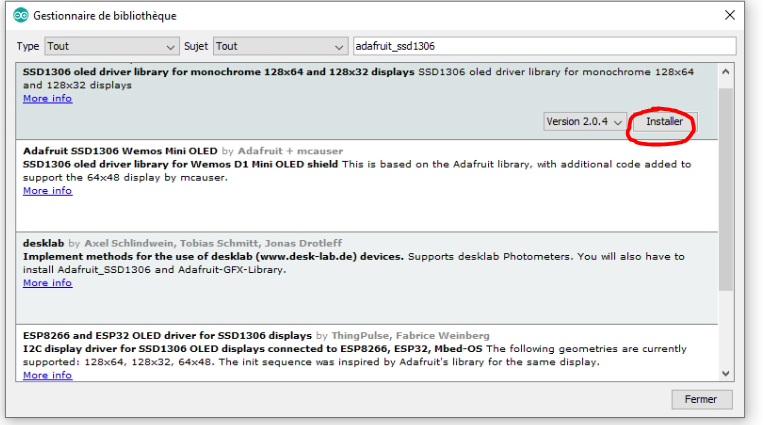 Gestionnaire de bibliothèque
Type Tout Sujet Tout adafruit_ssd1306
SSD1306 oled driver library for monochrome 128x64 and 128x32 displays SSD1306 oled driver library for monochrome 128x64
and 128x32 displays
More info
Version 2.0.4 Installer
Adafruit SSD1306 Wemos Mini OLED by Adafruit + mcauser
SSD1306 oled driver library for Wemos D1 Mini OLED shield This is based on the Adafruit library, with additional code added to
support the 64x48 display by mcauser.
More info
desklab by Axel Schlindwein, Tobias Schmitt, Jonas Drotleff
Implement methods for the use of desklab (www.desk-lab.de) devices. Supports desklab Photometers. You will also have to
install Adafruit_SSD1306 and Adafruit-GFX-Library.
More info
ESP8266 and ESP32 OLED driver for SSD1306 displays by ThingPulse, Fabrice Weinberg
I2C display driver for SSD1306 OLED displays connected to ESP8266, ESP32, Mbed-OS The following geometries are currently
supported: 128x64, 128x32, 64x48. The init sequence was inspired by Adafruit's library for the same display.
More info
Fermer